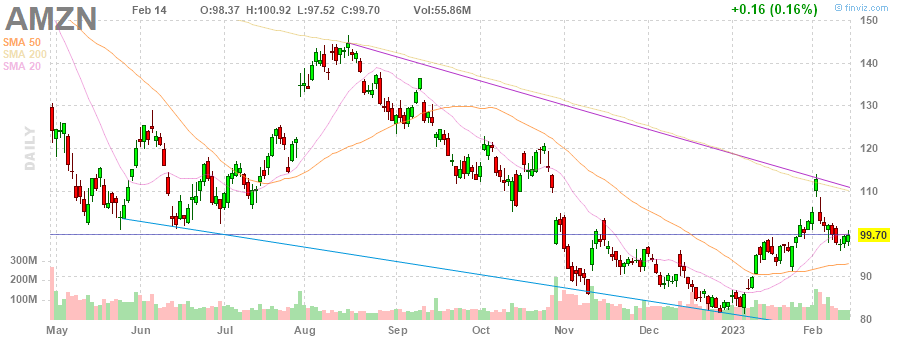 AMZN Feb 14 O:98.37 H:100.92 L:97.52 C:99.70 Vol:55.86M +0.16 (0.16%) © finviz.com
SMA 50
SMA 200
SMA 20
DAILY
150
140
130
120
110
99.70
90
80
300M
200M
100M
May Jun Jul Aug Sep Oct Nov Dec 2023 Feb